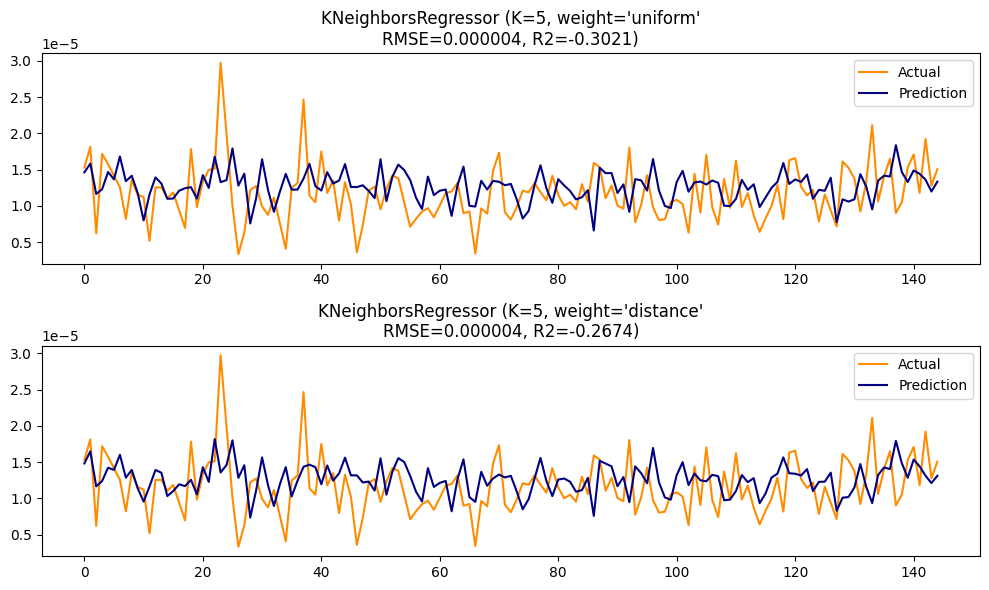 KNeighborsRegressor (K=5, weight='uniform'
RMSE=0.000004, R2=-0.3021)
1e−5
3.0
2.5
2.0
1.5
1.0
0.5
Actual
Prediction
0 20 40 60 80 100 120 140
KNeighborsRegressor (K=5, weight='distance'
RMSE=0.000004, R2=-0.2674)
1e−5
3.0
2.5
2.0
1.5
1.0
0.5
Actual
Prediction
0 20 40 60 80 100 120 140